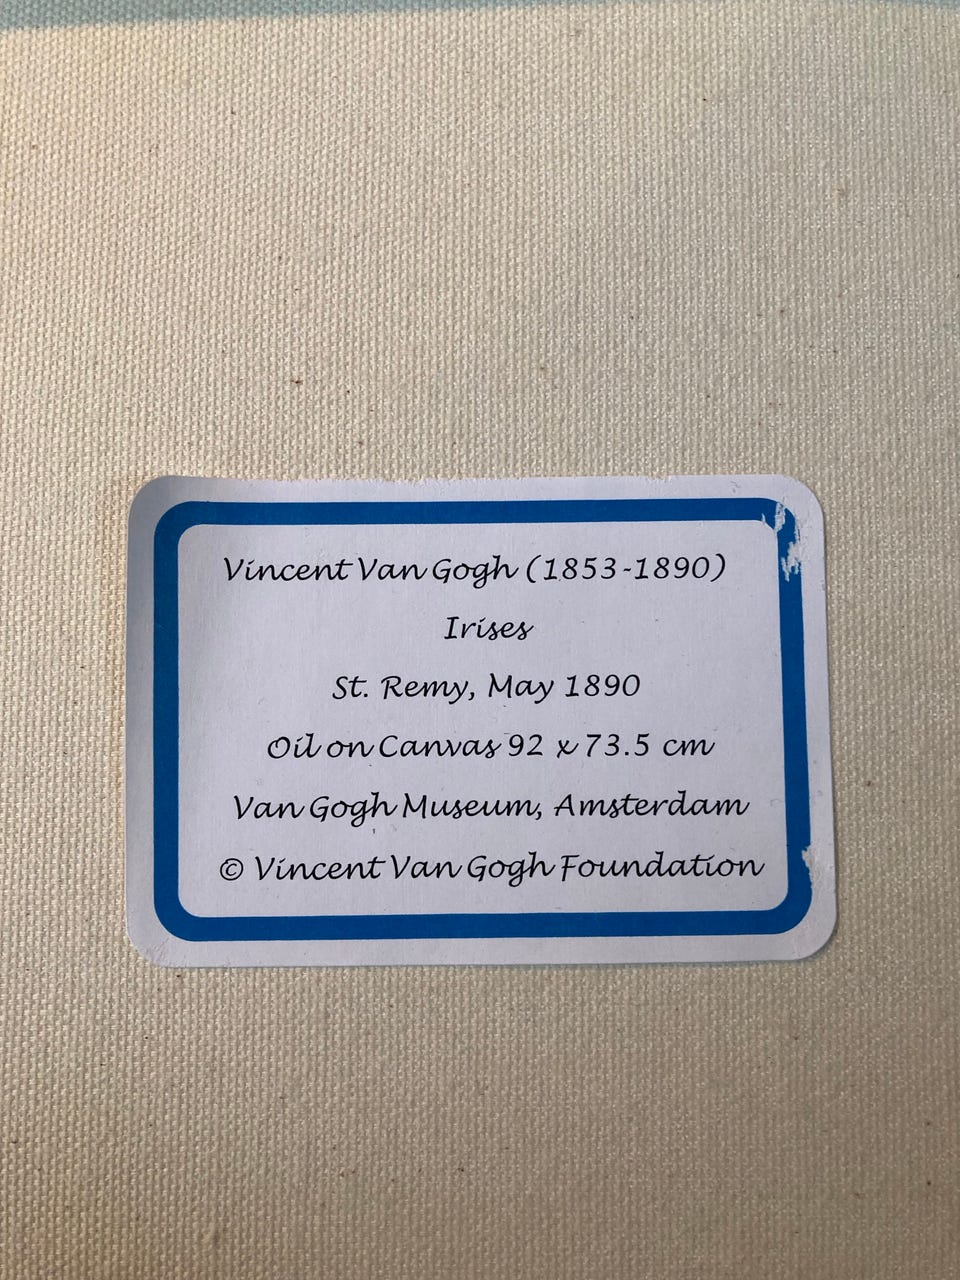 Vincent Van Gogh (1853-1890)
Irises
St. Remy, May 1890
Oil on Canvas 92 x 73.5 cm
Van Gogh Museum, Amsterdam
© Vincent Van Gogh Foundation